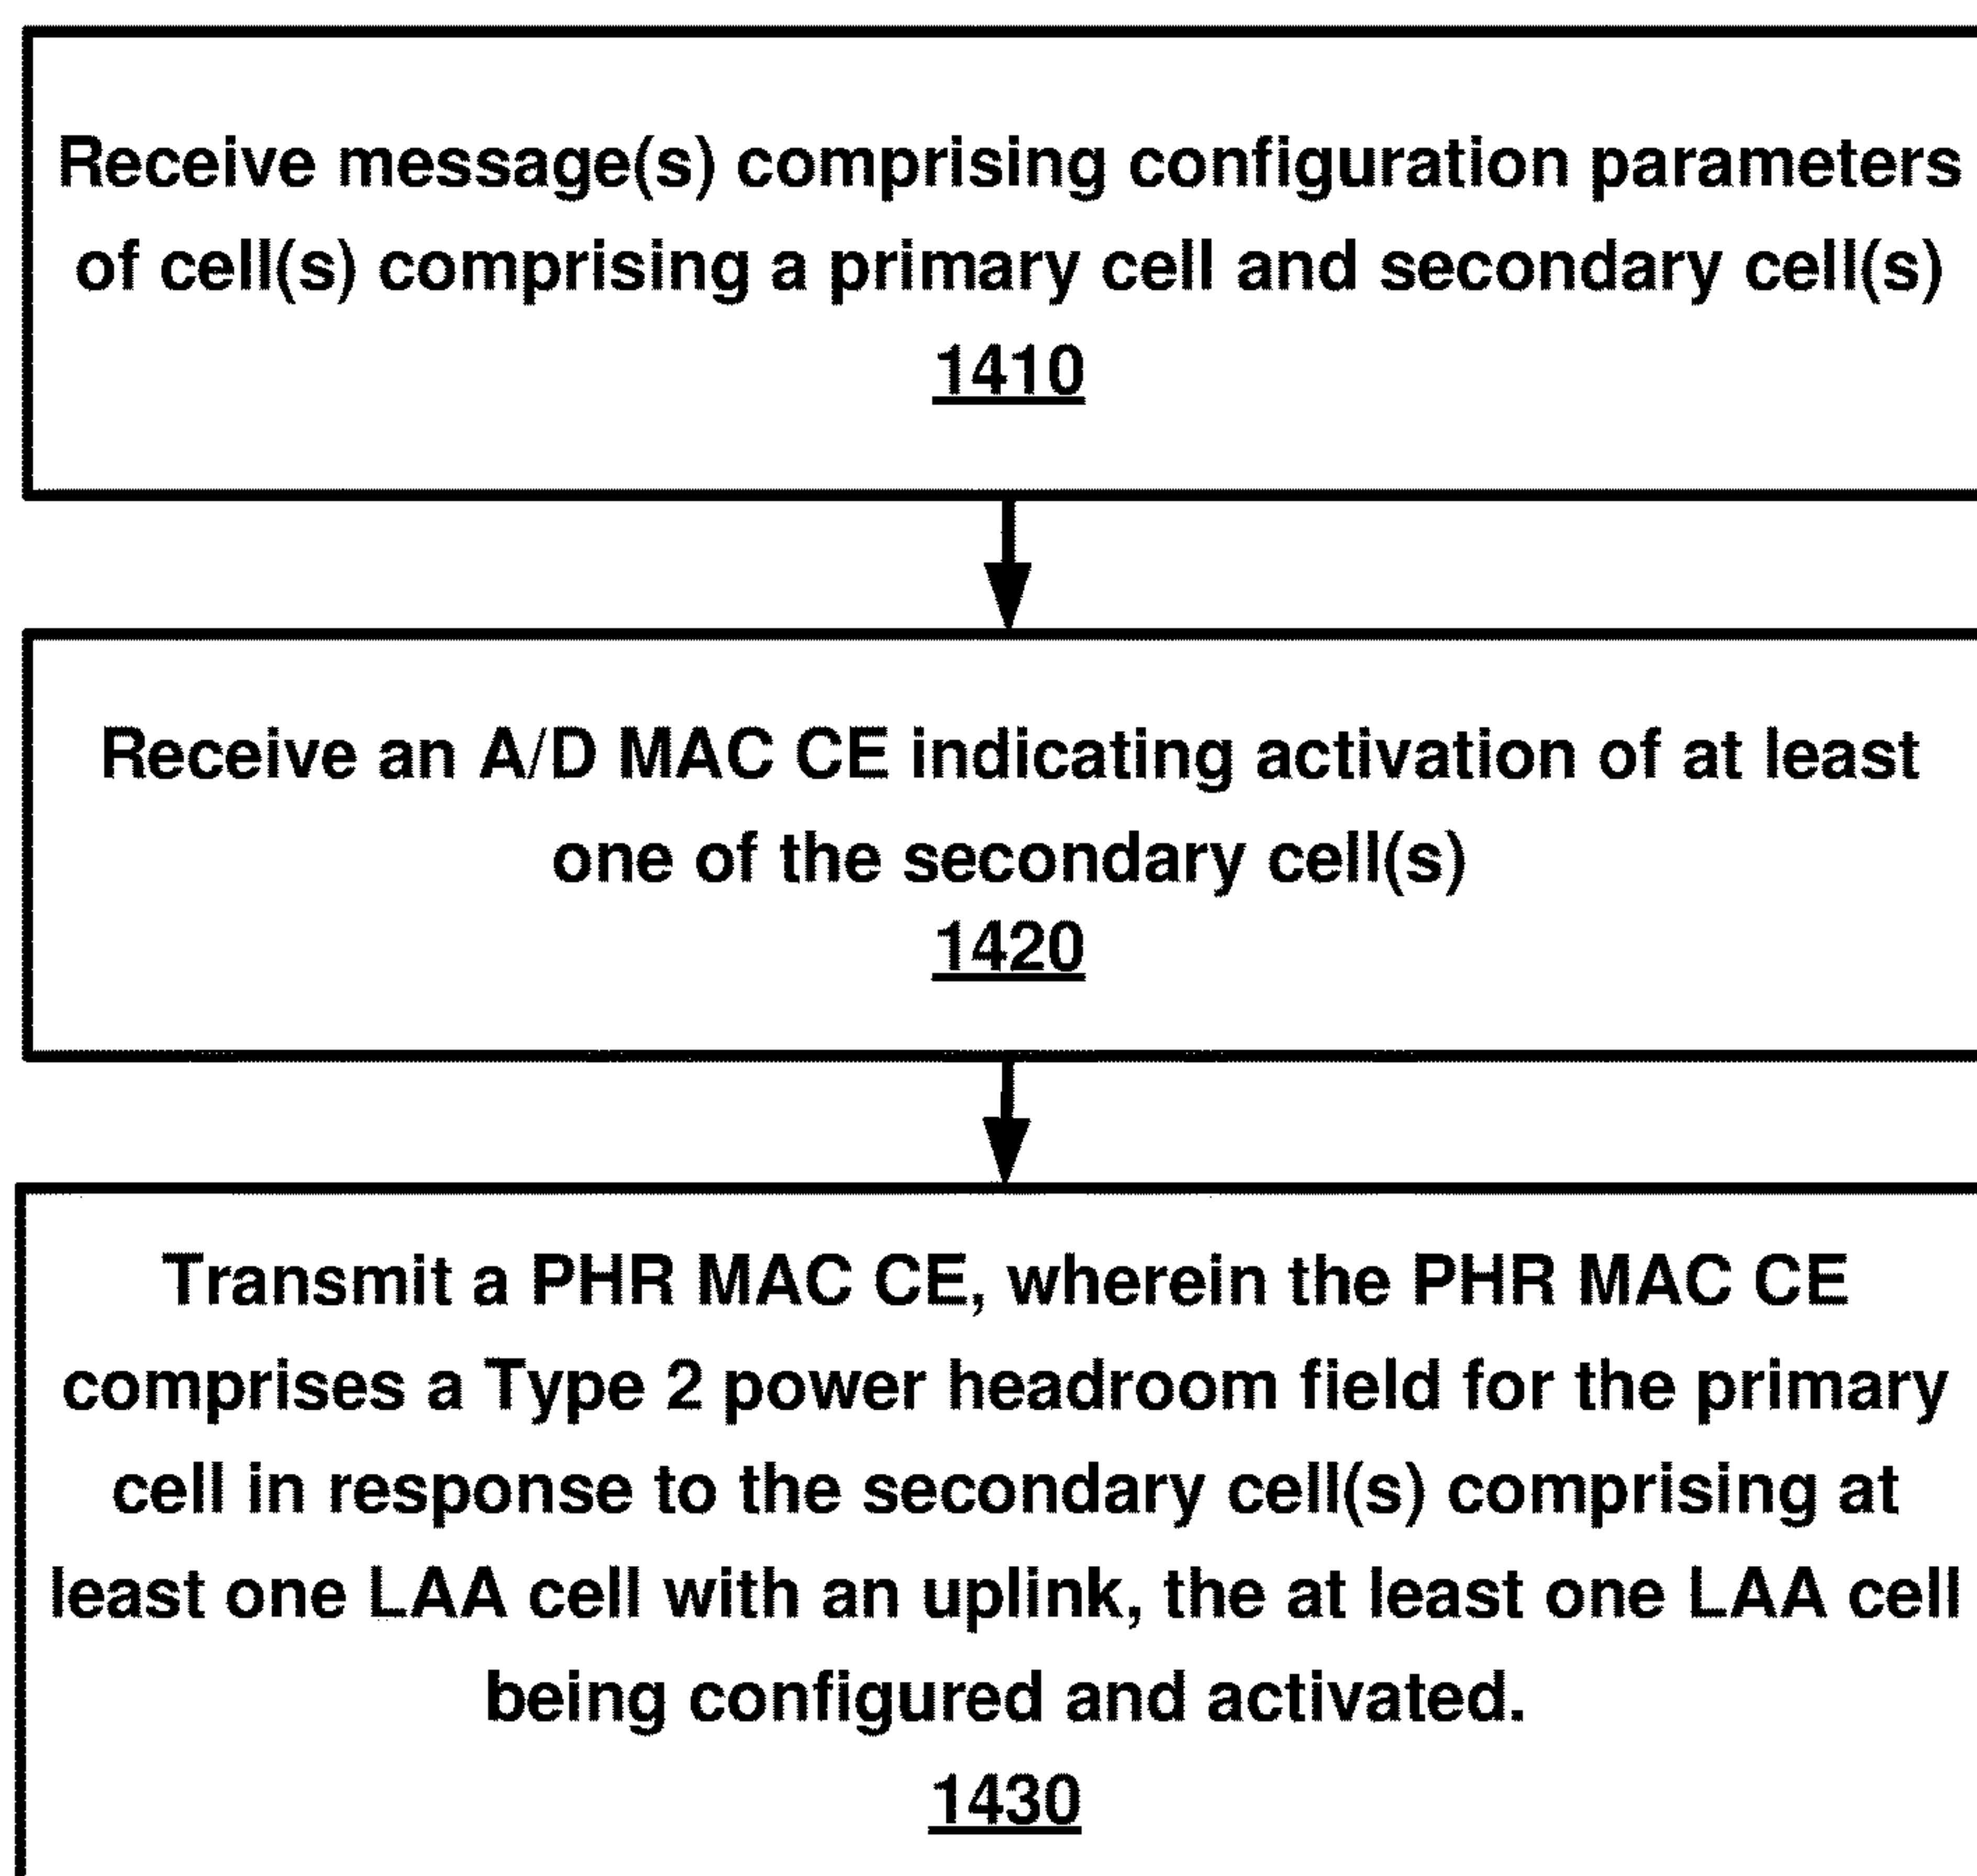 Receive message(s) comprising configuration parameters
of cell(s) comprising a primary cell and secondary cell(s)
1410
Receive an A/D MAC CE indicating activation of at least
one of the secondary cell(s)
1420
Transmit a PHR MAC CE, wherein the PHR MAC CE
comprises a Type 2 power headroom field for the primary
cell in response to the secondary cell(s) comprising at
least one LAA cell with an uplink, the at least one LAA cell
being configured and activated.
1430